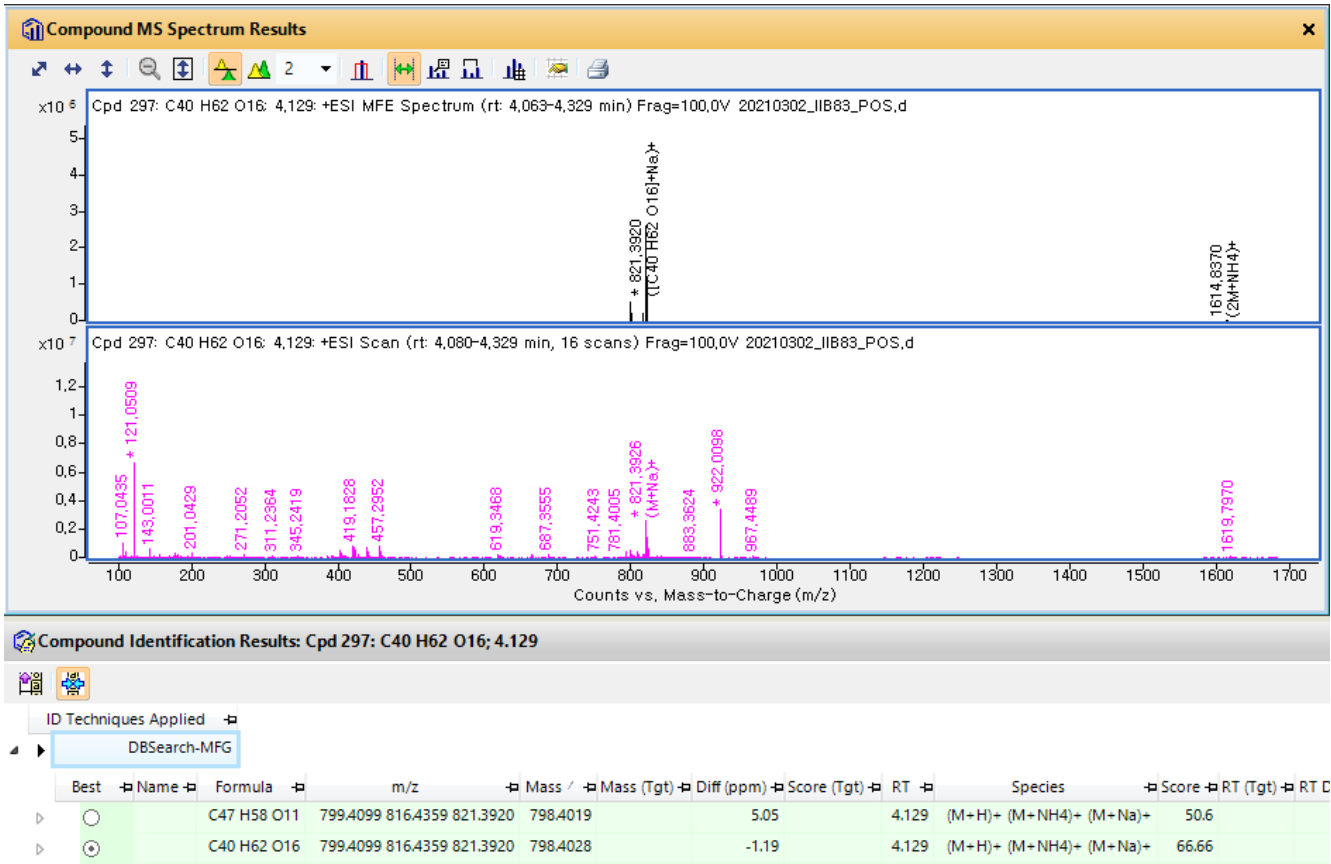 Compound MS Spectrum Results
2
x10 6
Cpd 297: C40 H62 O16; 4,129: +ESI MFE Spectrum (rt: 4,063-4,329 min) Frag=100,0V 20210302_IIB83_POS,d
5-
4-
3-
2-
1-
0-
* 821,3920
([C40 H62 O16]+Na)+
1614,8370
(2M+NH4)+
x10 7
Cpd 297: C40 H62 O16; 4,129: +ESI Scan (rt: 4,080-4,329 min, 16 scans) Frag=100,0V 20210302_IIB83_POS,d
1,2-
1-
0,8-
0,6-
0,4-
0,2-
0-
107,0435
* 121,0509
143,0011
201,0429
271,2052
311,2364
345,2419
419,1828
457,2952
619,3468
687,3555
751,4243
781,4005
* 821,3926
(M+Na)+
883,3624
* 922,0098
967,4489
1619,7970
100 200 300 400 500 600 700 800 900 1000 1100 1200 1300 1400 1500 1600 1700
Counts vs, Mass-to-Charge (m/z)
Compound Identification Results: Cpd 297: C40 H62 O16; 4.129
ID Techniques Applied
DBSearch-MFG
Best Name Formula m/z Mass Mass (Tgt) Diff (ppm) Score (Tgt) RT Species Score RT (Tgt) RT D
C47 H58 O11 799.4099 816.4359 821.3920 798.4019 5.05 4.129 (M+H)+ (M+NH4)+ (M+Na)+ 50.6
C40 H62 O16 799.4099 816.4359 821.3920 798.4028 -1.19 4.129 (M+H)+ (M+NH4)+ (M+Na)+ 66.66